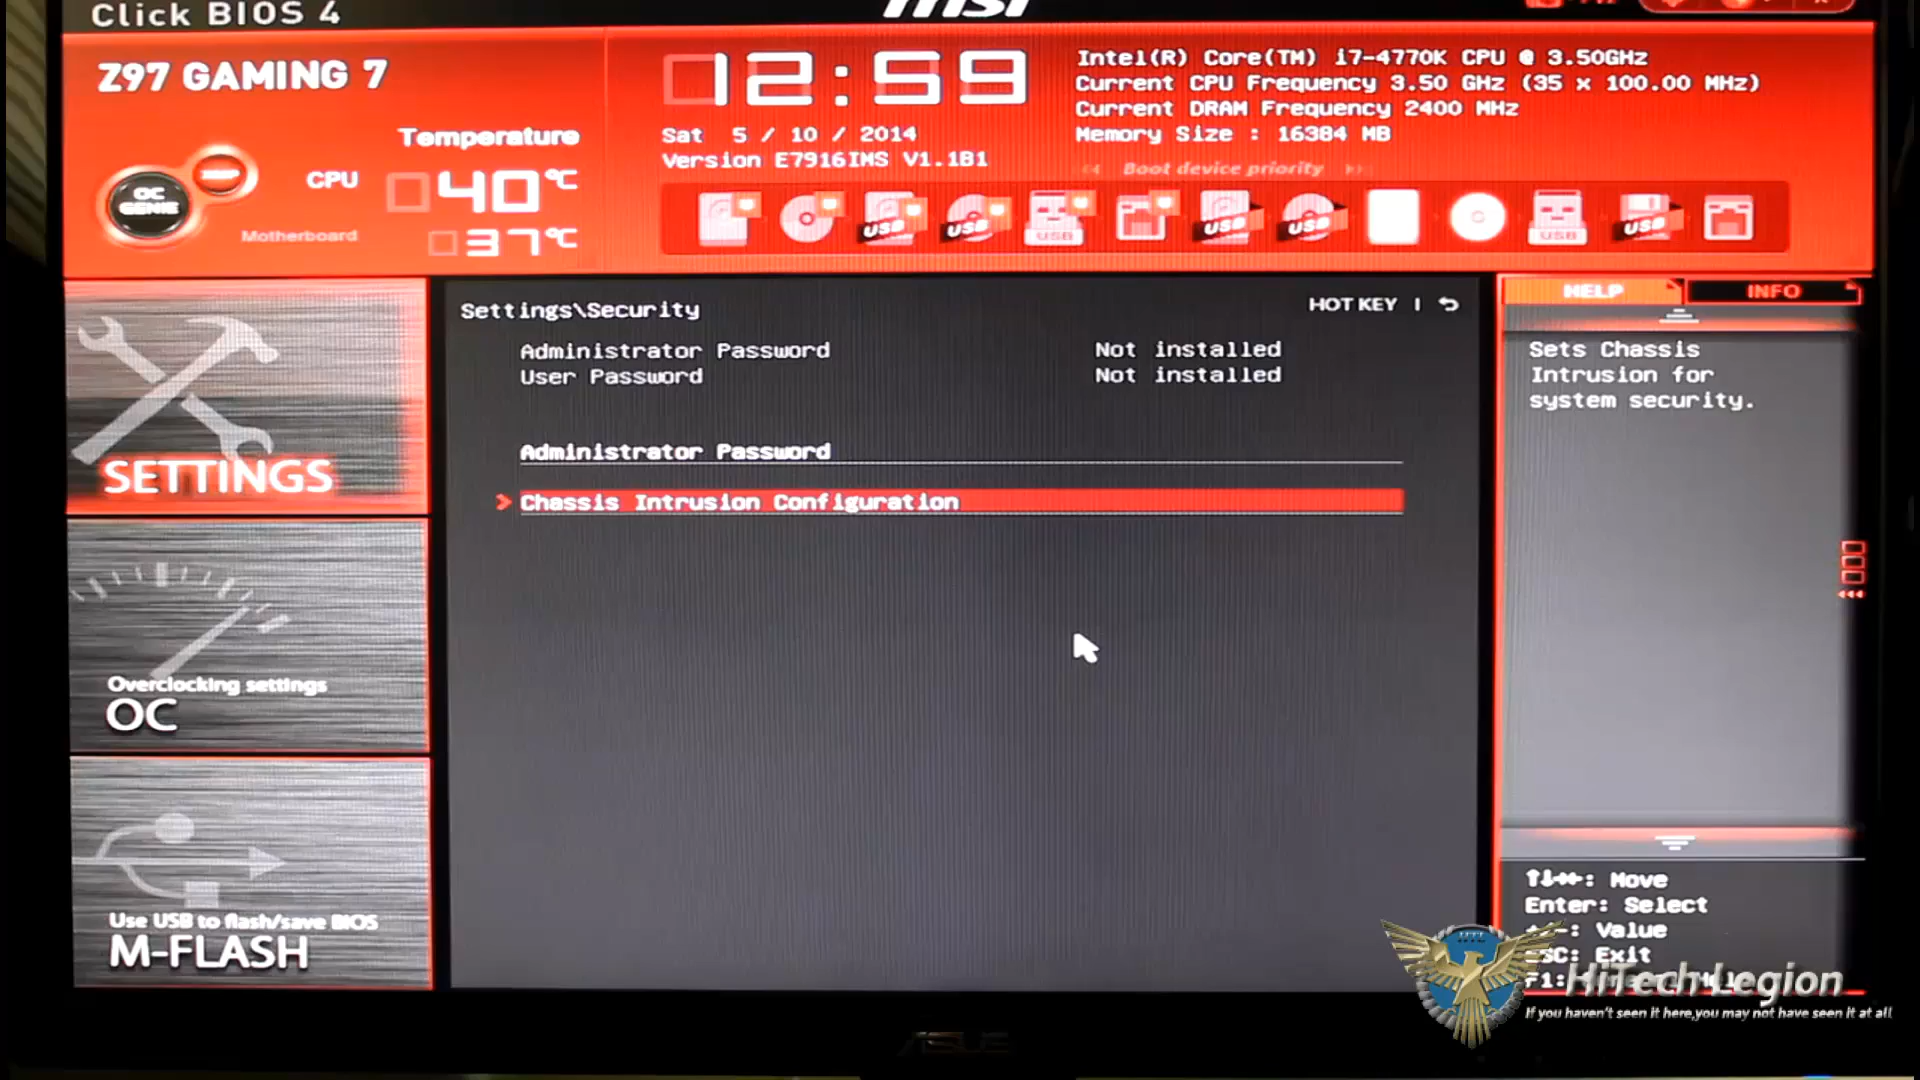 Click BIOS 4
msi
Z97 GAMING 7
12:59
Intel(R) Core(TM) i7-4770K CPU @ 3.50GHz
Current CPU Frequency 3.50 GHz (35 x 100.00 MHz)
Current DRAM Frequency 2400 MHz
Memory Size : 16384 MB
Sat 5 / 10 / 2014
Version E7916IMS V1.1B1
Boot device priority
Temperature
CPU 40°C
Motherboard 37°C
OC
GENIE
USB USB USB USB USB USB USB
HELP INFO
Settings\Security
HOT KEY
Administrator Password Not installed
User Password Not installed
Administrator Password
> Chassis Intrusion Configuration
Sets Chassis
Intrusion for
system security.
SETTINGS
Overclocking settings
OC
Use USB to flash/save BIOS
M-FLASH
↑↓→←: Move
Enter: Select
+/-: Value
ESC: Exit
F1:
HiTech Legion
If you haven't seen it here,you may not have seen it at all
ASUS